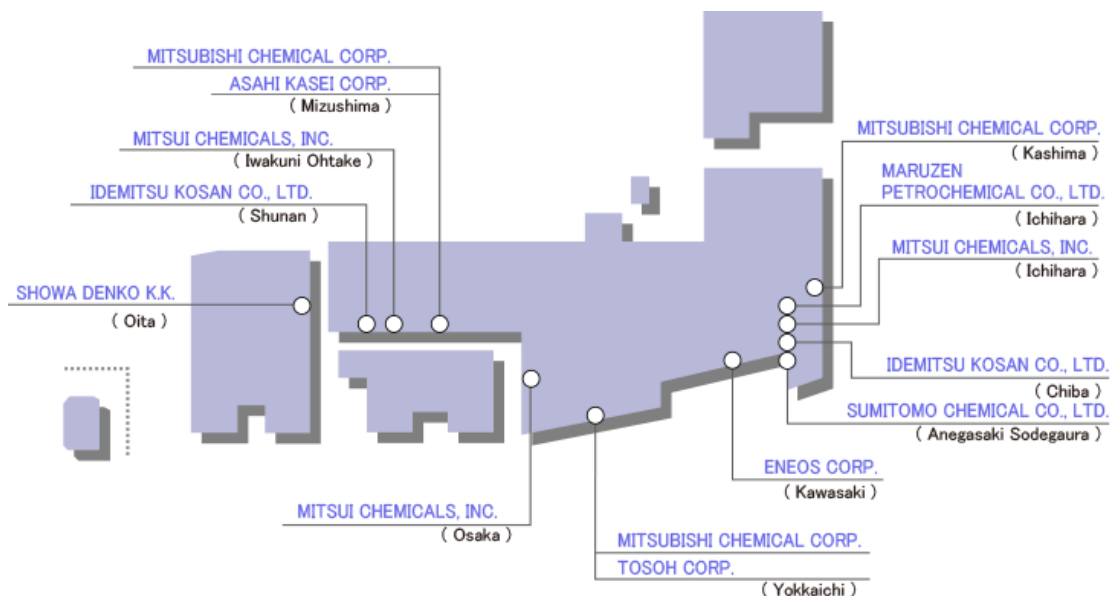 MITSUBISHI CHEMICAL CORP.
ASAHI KASEI CORP.
( Mizushima )
MITSUI CHEMICALS, INC.
( Iwakuni Ohtake )
IDEMITSU KOSAN CO., LTD.
( Shunan )
SHOWA DENKO K.K.
( Oita )
MITSUBISHI CHEMICAL CORP.
( Kashima )
MARUZEN
PETROCHEMICAL CO., LTD.
( Ichihara )
MITSUI CHEMICALS, INC.
( Ichihara )
IDEMITSU KOSAN CO., LTD.
( Chiba )
SUMITOMO CHEMICAL CO., LTD.
( Anegasaki Sodegaura )
ENEOS CORP.
( Kawasaki )
MITSUI CHEMICALS, INC.
( Osaka )
MITSUBISHI CHEMICAL CORP.
TOSOH CORP.
( Yokkaichi )